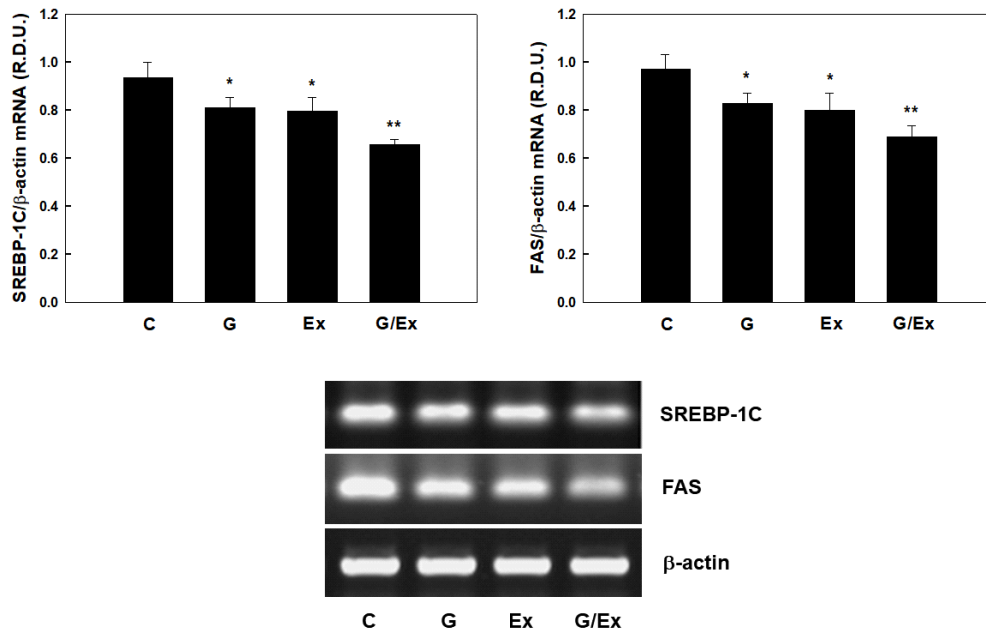 SREBP-1C/β-actin mRNA (R.D.U.)
1.2
1.0
0.8
0.6
0.4
0.2
0.0
*
*
**
C G Ex G/Ex
FAS/β-actin mRNA (R.D.U.)
1.2
1.0
0.8
0.6
0.4
0.2
0.0
*
*
**
C G Ex G/Ex
SREBP-1C
FAS
β-actin
C G Ex G/Ex